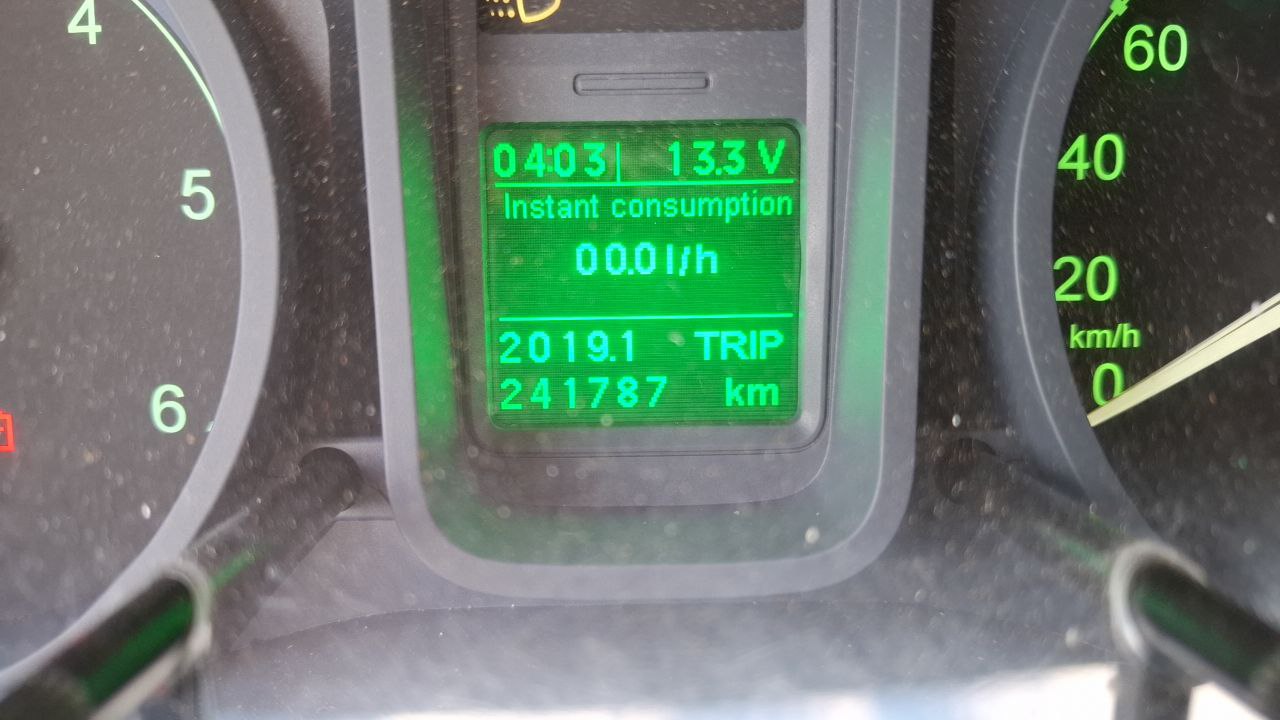 4
5
6
04:03 13.3 V
Instant consumption
00.0 l/h
2019.1 TRIP
241787 km
60
40
20
km/h
0